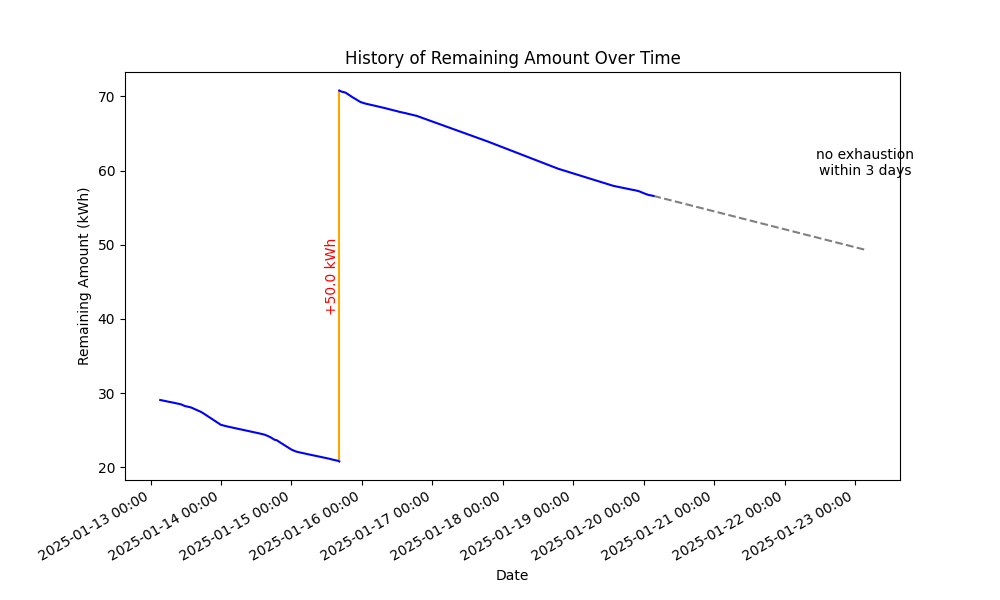 History of Remaining Amount Over Time
Remaining Amount (kWh)
70
60
50
40
30
20
+50.0 kWh
no exhaustion
within 3 days
2025-01-13 00:00
2025-01-14 00:00
2025-01-15 00:00
2025-01-16 00:00
2025-01-17 00:00
2025-01-18 00:00
2025-01-19 00:00
2025-01-20 00:00
2025-01-21 00:00
2025-01-22 00:00
2025-01-23 00:00
Date